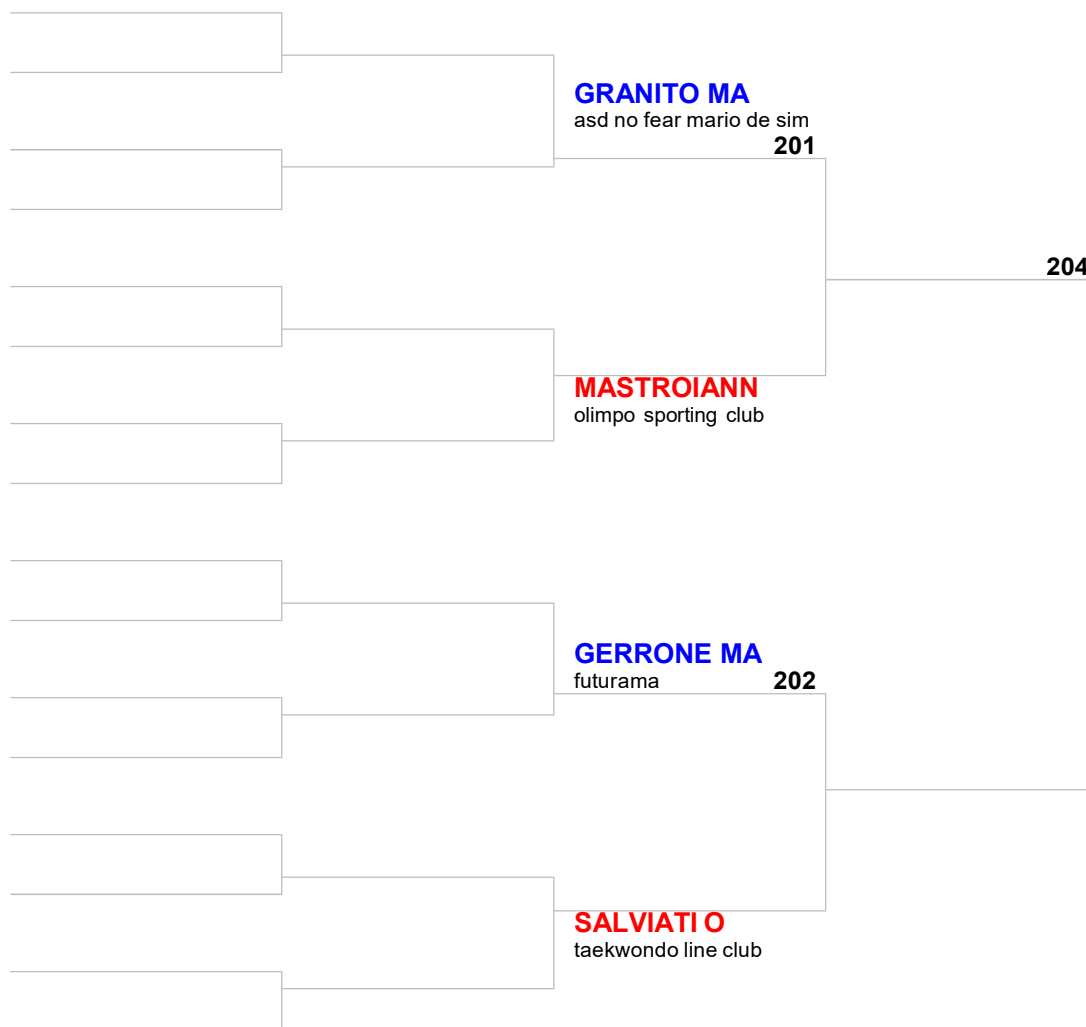 GRANITO MA
asd no fear mario de sim
201
204
MASTROIANN
olimpo sporting club
GERRONE MA
futurama
202
SALVIATI O
taekwondo line club